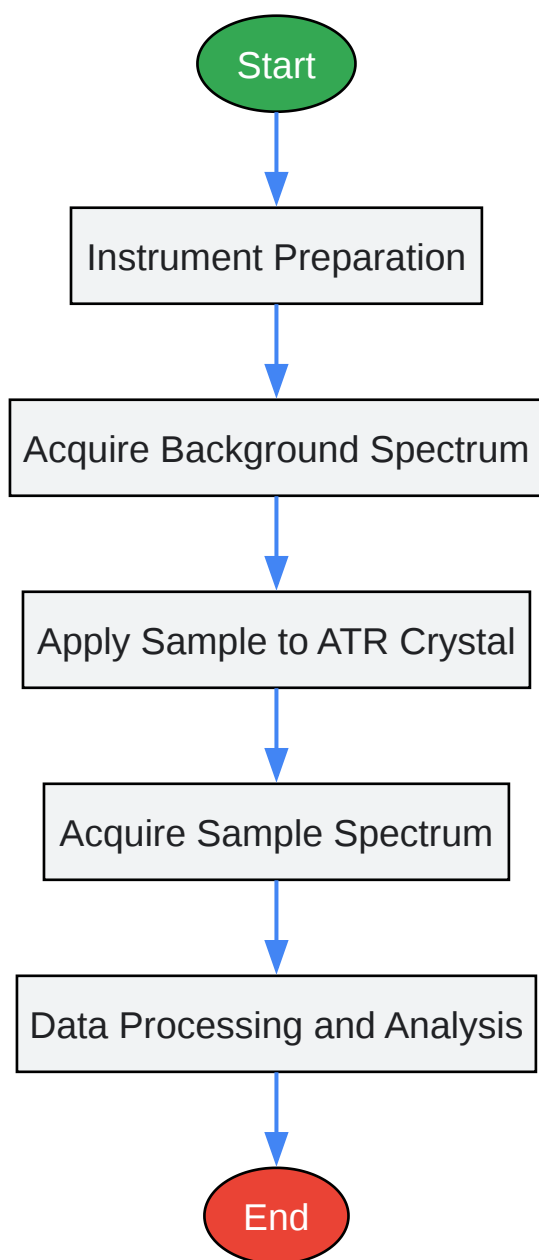 Start
Instrument Preparation
Acquire Background Spectrum
Apply Sample to ATR Crystal
Acquire Sample Spectrum
Data Processing and Analysis
End